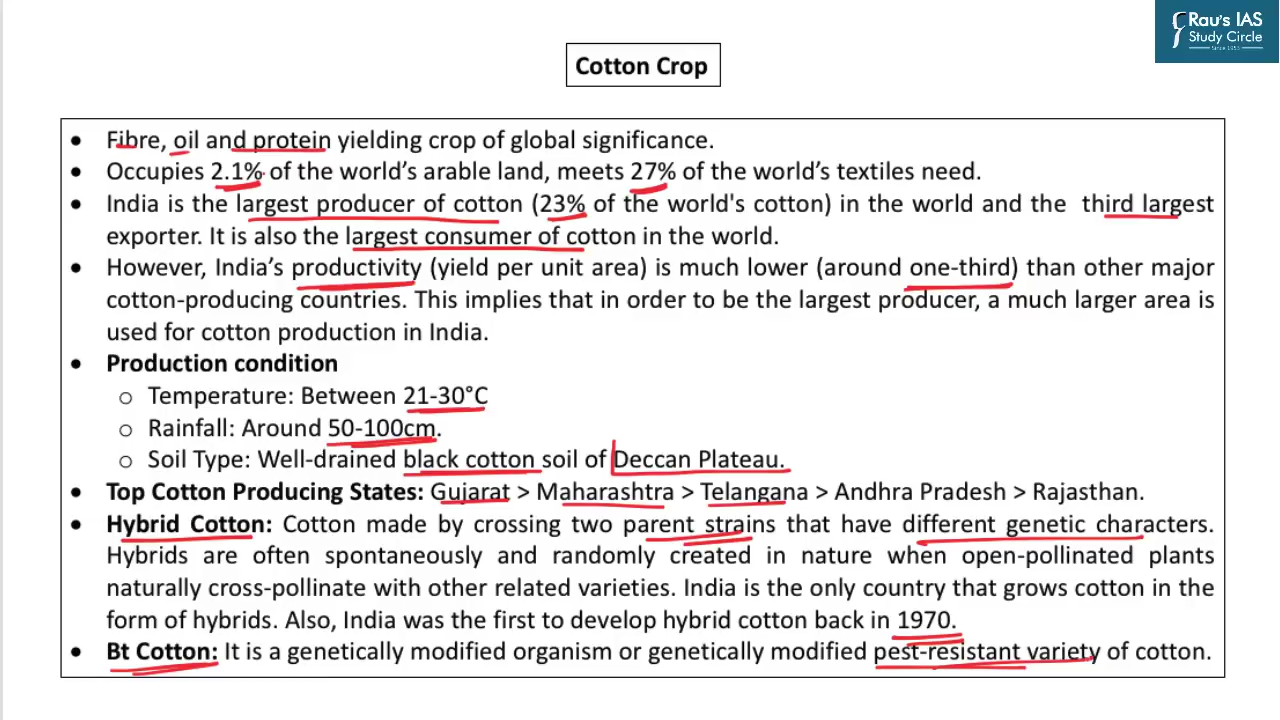 Rau's IAS
Study Circle
Since 1953
Cotton Crop
• Fibre, oil and protein yielding crop of global significance.
• Occupies 2.1% of the world's arable land, meets 27% of the world's textiles need.
• India is the largest producer of cotton (23% of the world's cotton) in the world and the third largest
exporter. It is also the largest consumer of cotton in the world.
• However, India's productivity (yield per unit area) is much lower (around one-third) than other major
cotton-producing countries. This implies that in order to be the largest producer, a much larger area is
used for cotton production in India.
• Production condition
o Temperature: Between 21-30°C
o Rainfall: Around 50-100cm.
o Soil Type: Well-drained black cotton soil of Deccan Plateau.
• Top Cotton Producing States: Gujarat > Maharashtra > Telangana > Andhra Pradesh > Rajasthan.
• Hybrid Cotton: Cotton made by crossing two parent strains that have different genetic characters.
Hybrids are often spontaneously and randomly created in nature when open-pollinated plants
naturally cross-pollinate with other related varieties. India is the only country that grows cotton in the
form of hybrids. Also, India was the first to develop hybrid cotton back in 1970.
• Bt Cotton: It is a genetically modified organism or genetically modified pest-resistant variety of cotton.